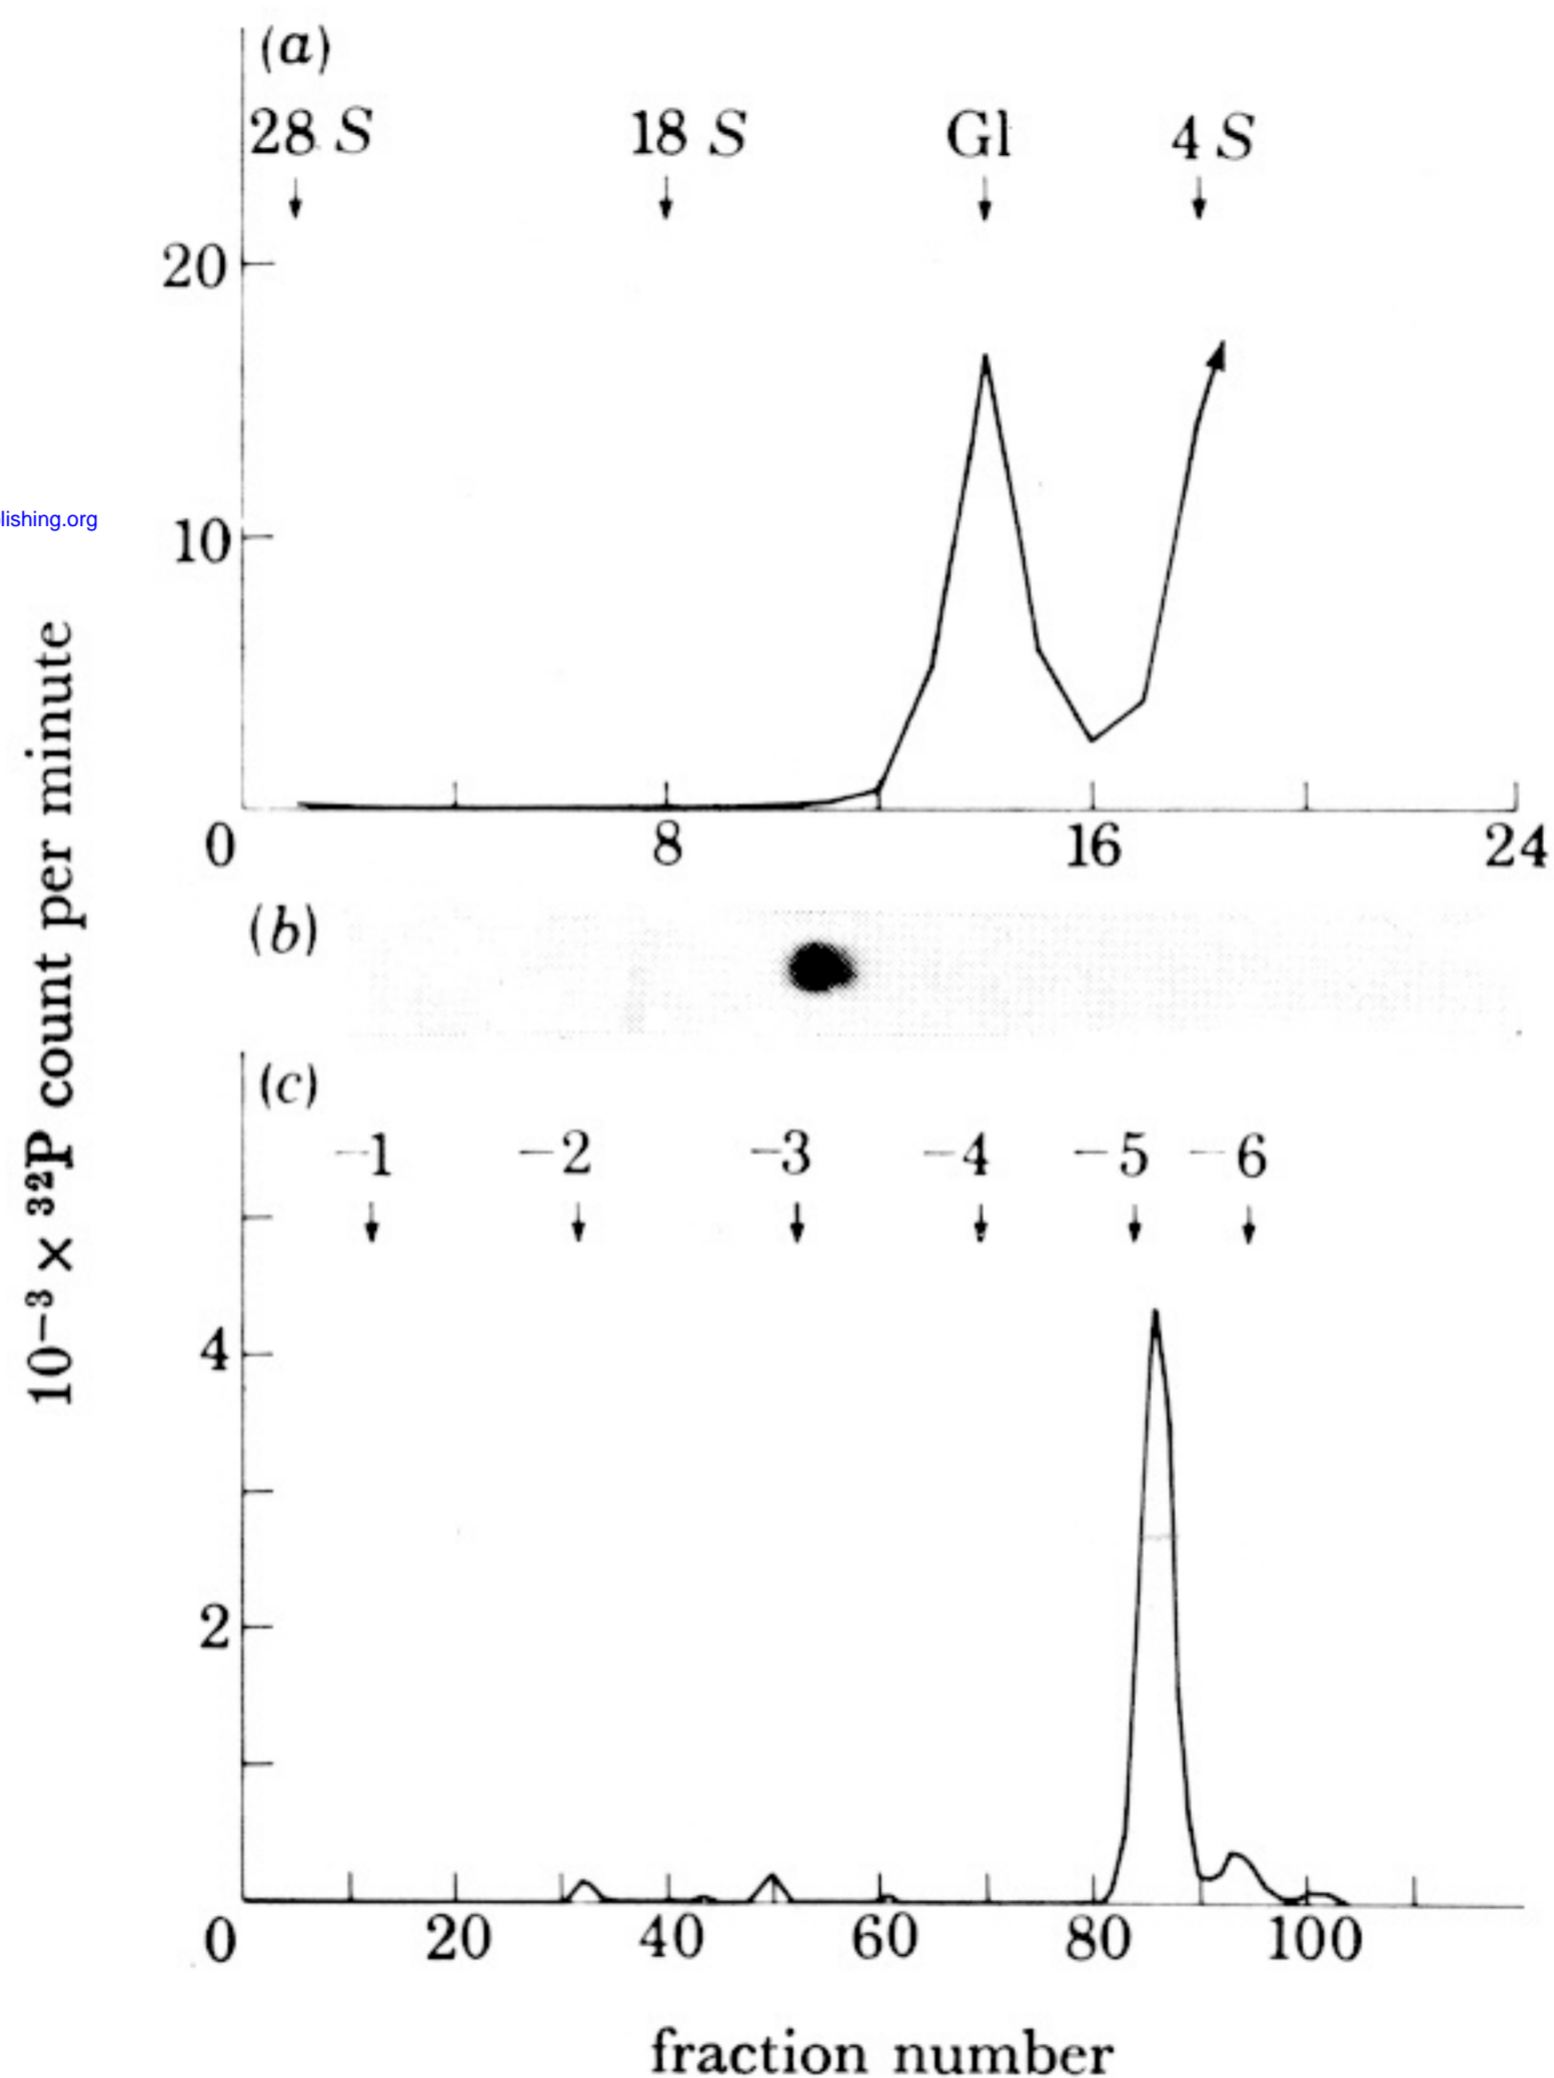 (a)
28 S 18 S Gl 4 S
20
10
0 8 16 24
lishing.org
(b)
(c)
−1 −2 −3 −4 −5 −6
4
2
0 20 40 60 80 100
fraction number
10⁻³ × ³²P count per minute